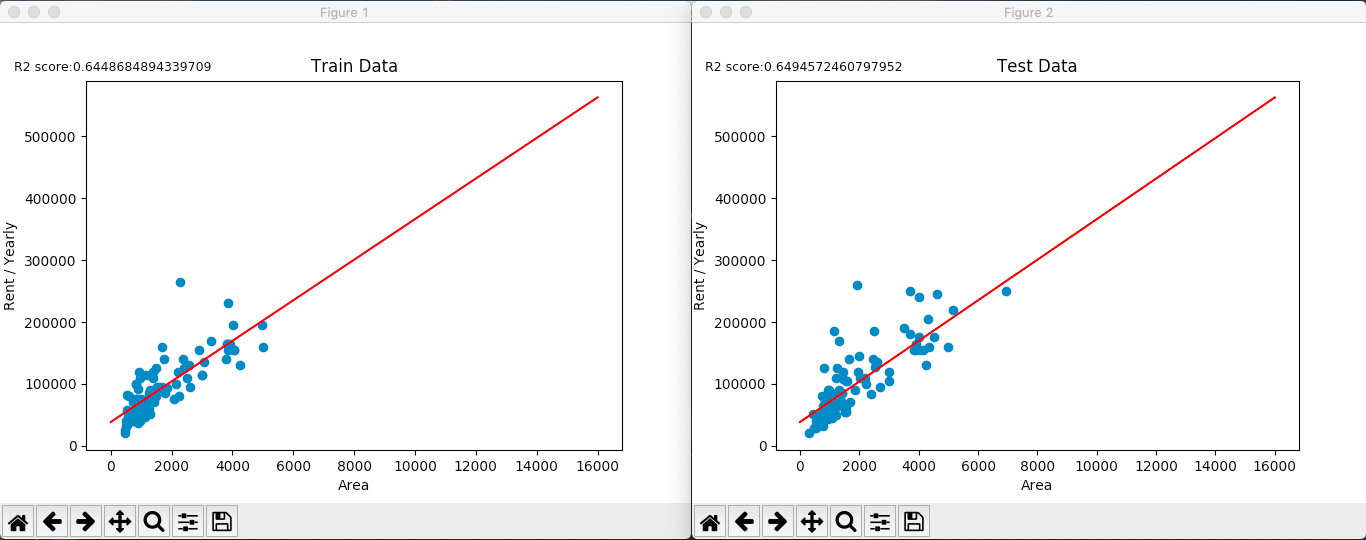 Figure 1
R2 score:0.6448684894339709
Train Data
500000
400000
300000
200000
100000
0
Rent / Yearly
0 2000 4000 6000 8000 10000 12000 14000 16000
Area
Figure 2
R2 score:0.6494572460797952
Test Data
500000
400000
300000
200000
100000
0
Rent / Yearly
0 2000 4000 6000 8000 10000 12000 14000 16000
Area